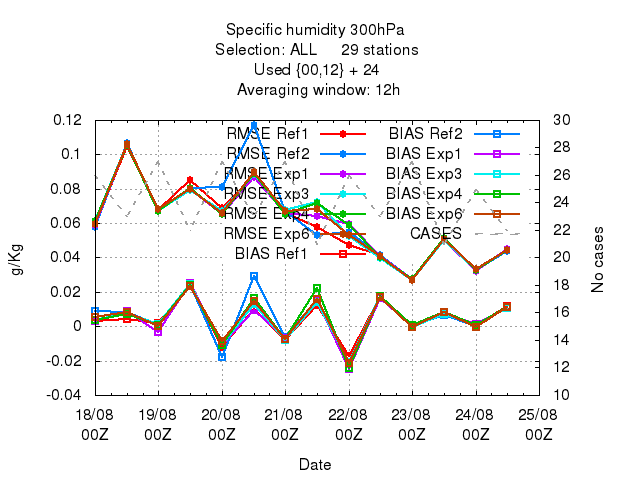 Specific humidity 300hPa
Selection: ALL 29 stations
Used {00,12} + 24
Averaging window: 12h
0.12
0.1
0.08
0.06
0.04
0.02
0
-0.02
-0.04
g/Kg
30
28
26
24
22
20
18
16
14
12
10
No cases
RMSE Ref1
RMSE Ref2
RMSE Exp1
RMSE Exp3
RMSE Exp4
RMSE Exp6
BIAS Ref1
BIAS Ref2
BIAS Exp1
BIAS Exp3
BIAS Exp4
BIAS Exp6
CASES
18/08 19/08 20/08 21/08 22/08 23/08 24/08 25/08
00Z 00Z 00Z 00Z 00Z 00Z 00Z 00Z
Date